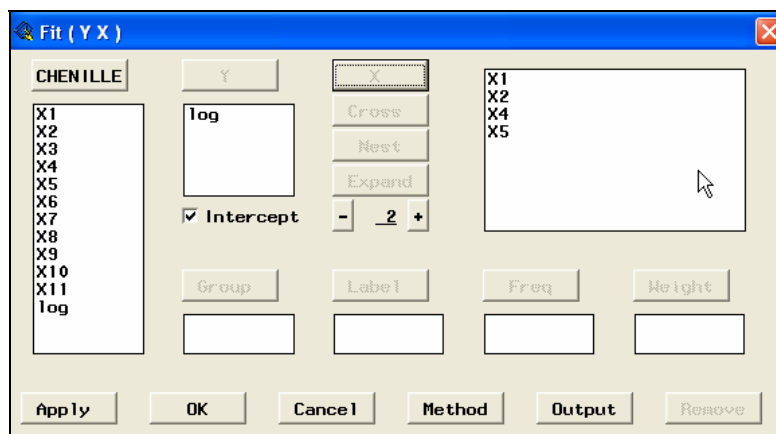 Fit ( Y X )
CHENILLE
Y
X
X1
X2
X3
X4
X5
X6
X7
X8
X9
X10
X11
log
log
Intercept
Cross
Nest
Expand
- 2 +
X1
X2
X4
X5
Group
Label
Freq
Weight
Apply
OK
Cancel
Method
Output
Remove